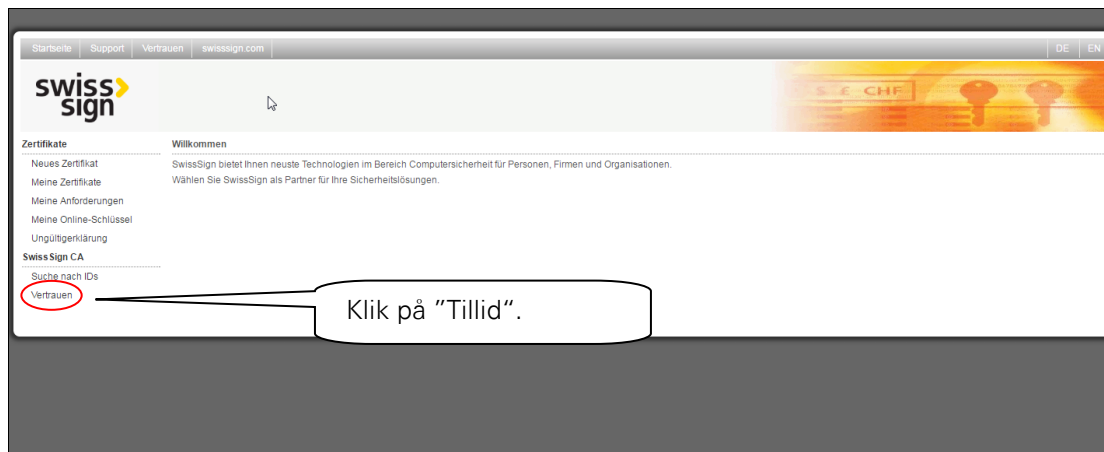 Startseite Support Vertrauen swisssign.com DE EN
swiss
sign
S £ CHF
Zertifikate
Neues Zertifikat
Meine Zertifikate
Meine Anforderungen
Meine Online-Schlüssel
Ungültigerklärung
SwissSign CA
Suche nach IDs
Vertrauen
Willkommen
SwissSign bietet Ihnen neuste Technologien im Bereich Computersicherheit für Personen, Firmen und Organisationen.
Wählen Sie SwissSign als Partner für Ihre Sicherheitslösungen.
Klik på ”Tillid“.